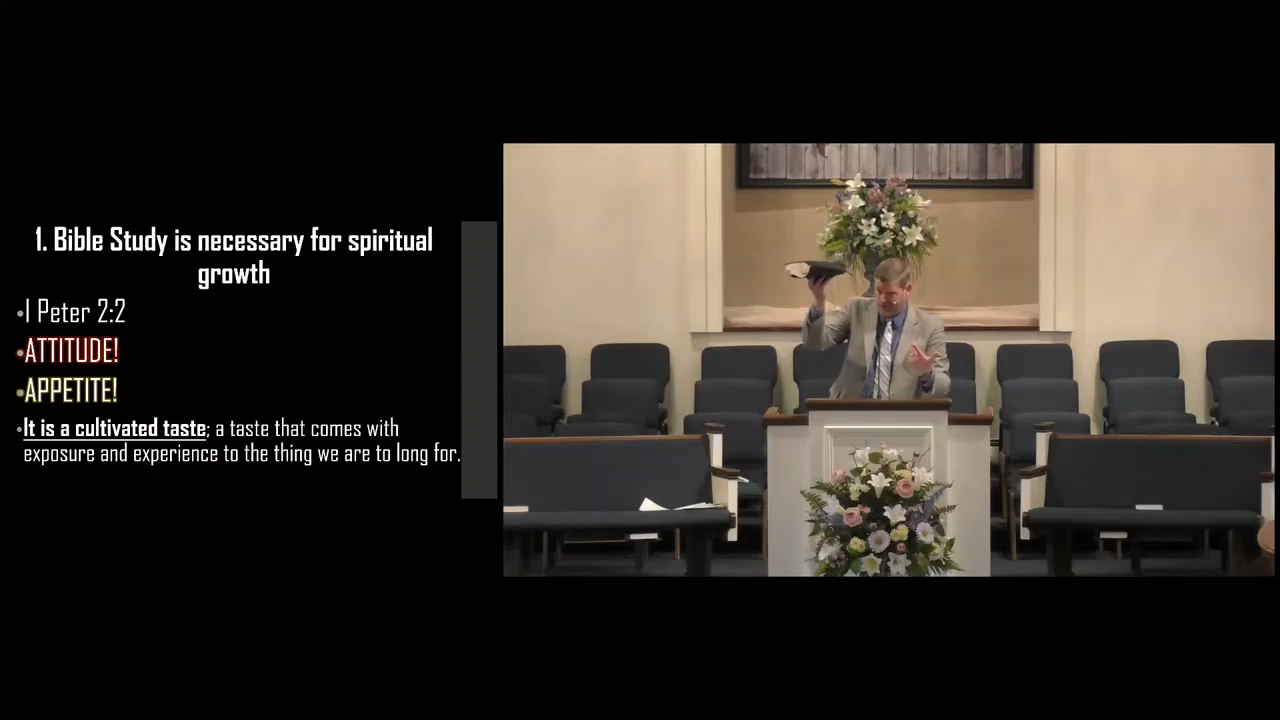 1. Bible Study is necessary for spiritual
growth
•I Peter 2:2
•ATTITUDE!
•APPETITE!
•It is a cultivated taste; a taste that comes with
exposure and experience to the thing we are to long for.